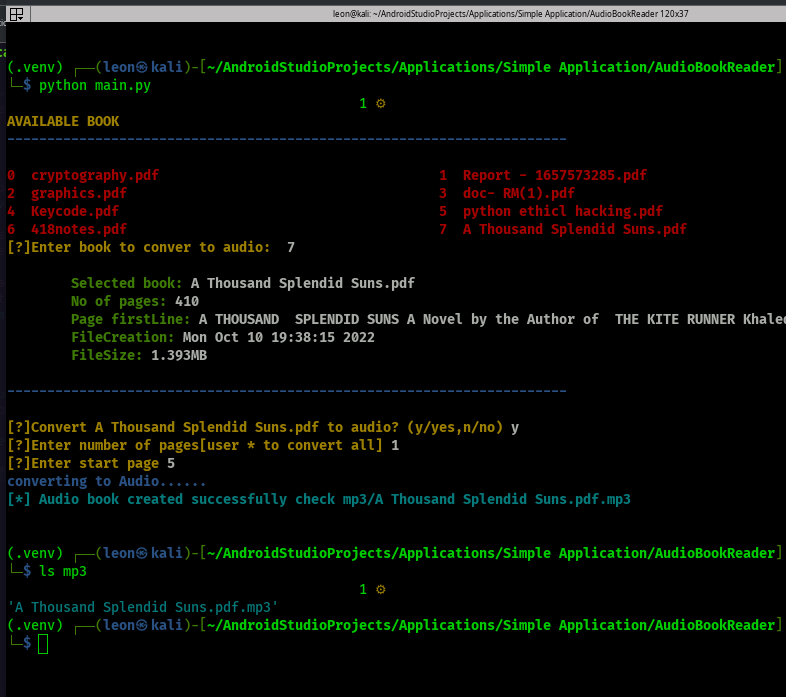 leon@kali: ~/AndroidStudioProjects/Applications/Simple Application/AudioBookReader 120x37
(.venv) ┌──(leon㉿kali)-[~/AndroidStudioProjects/Applications/Simple Application/AudioBookReader]
└─$ python main.py
1 ⚙
AVAILABLE BOOK
----------------------------------------------------------------------
0 cryptography.pdf 1 Report - 1657573285.pdf
2 graphics.pdf 3 doc- RM(1).pdf
4 Keycode.pdf 5 python ethicl hacking.pdf
6 418notes.pdf 7 A Thousand Splendid Suns.pdf
[?]Enter book to conver to audio: 7
Selected book: A Thousand Splendid Suns.pdf
No of pages: 410
Page firstLine: A THOUSAND SPLENDID SUNS A Novel by the Author of THE KITE RUNNER Khaled
FileCreation: Mon Oct 10 19:38:15 2022
FileSize: 1.393MB
----------------------------------------------------------------------
[?]Convert A Thousand Splendid Suns.pdf to audio? (y/yes,n/no) y
[?]Enter number of pages[user * to convert all] 1
[?]Enter start page 5
converting to Audio......
[*] Audio book created successfully check mp3/A Thousand Splendid Suns.pdf.mp3
(.venv) ┌──(leon㉿kali)-[~/AndroidStudioProjects/Applications/Simple Application/AudioBookReader]
└─$ ls mp3
1 ⚙
'A Thousand Splendid Suns.pdf.mp3'
(.venv) ┌──(leon㉿kali)-[~/AndroidStudioProjects/Applications/Simple Application/AudioBookReader]
└─$